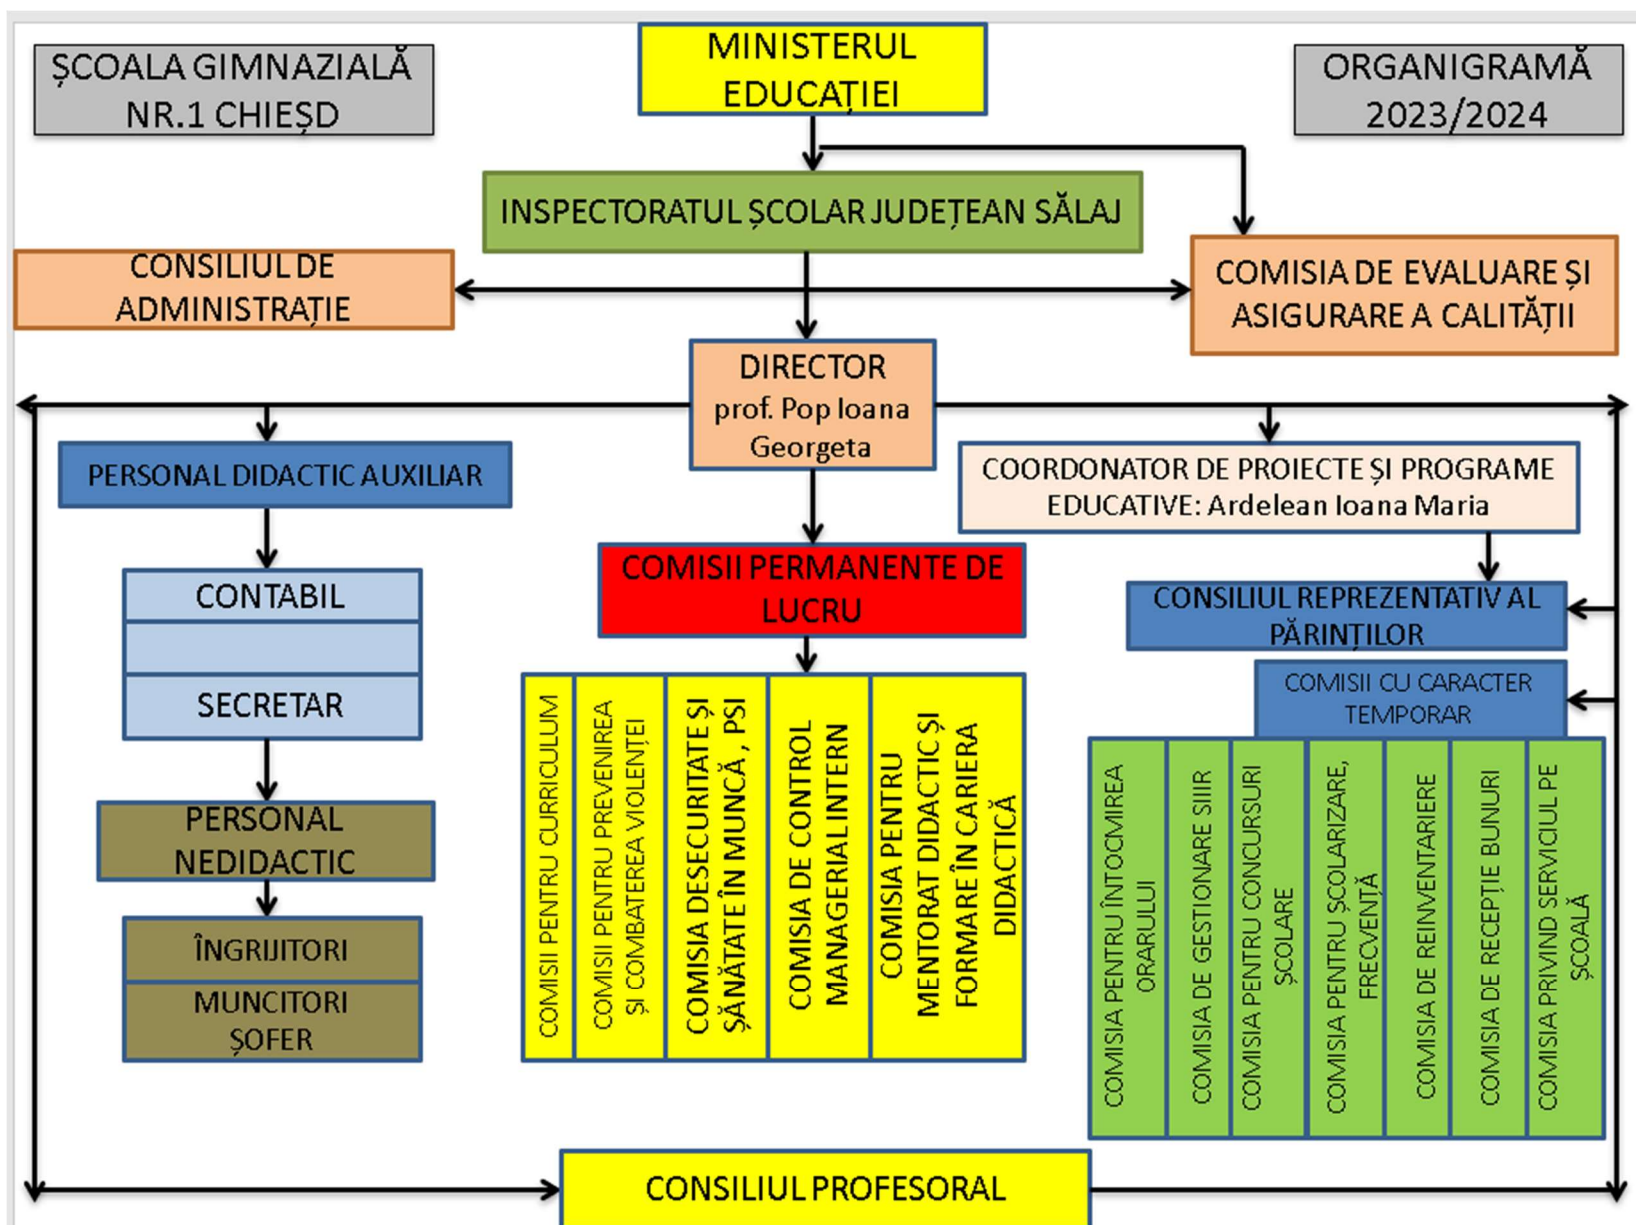 ȘCOALA GIMNAZIALĂ
NR.1 CHIEȘD
MINISTERUL
EDUCAȚIEI
ORGANIGRAMĂ
2023/2024
INSPECTORATUL ȘCOLAR JUDEȚEAN SĂLAJ
CONSILIUL DE
ADMINISTRAȚIE
COMISIA DE EVALUARE ȘI
ASIGURARE A CALITĂȚII
DIRECTOR
prof. Pop Ioana
Georgeta
PERSONAL DIDACTIC AUXILIAR
COORDONATOR DE PROIECTE ȘI PROGRAME
EDUCATIVE: Ardelean Ioana Maria
CONTABIL
SECRETAR
COMISII PERMANENTE DE
LUCRU
CONSILIUL REPREZENTATIV AL
PĂRINȚILOR
COMISII CU CARACTER
TEMPORAR
PERSONAL
NEDIDACTIC
ÎNGRIJITORI
MUNCITORI
ȘOFER
COMISII PENTRU CURRICULUM
COMISII PENTRU PREVENIREA
ȘI COMBATEREA VIOLENȚEI
COMISIA DESECURITATE ȘI
ȘĂNĂTATE ÎN MUNCĂ , PSI
COMISIA DE CONTROL
MANAGERIAL INTERN
COMISIA PENTRU
MENTORAT DIDACTIC ȘI
FORMARE ÎN CARIERA
DIDACTICĂ
COMISIA PENTRU ÎNTOCMIREA
ORARULUI
COMISIA DE GESTIONARE SIIIR
COMISIA PENTRU CONCURSURI
ȘCOLARE
COMISIA PENTRU ȘCOLARIZARE,
FRECVENȚĂ
COMISIA DE REINVENTARIERE
COMISIA DE RECEPȚIE BUNURI
COMISIA PRIVIND SERVICIUL PE
ȘCOALĂ
CONSILIUL PROFESORAL